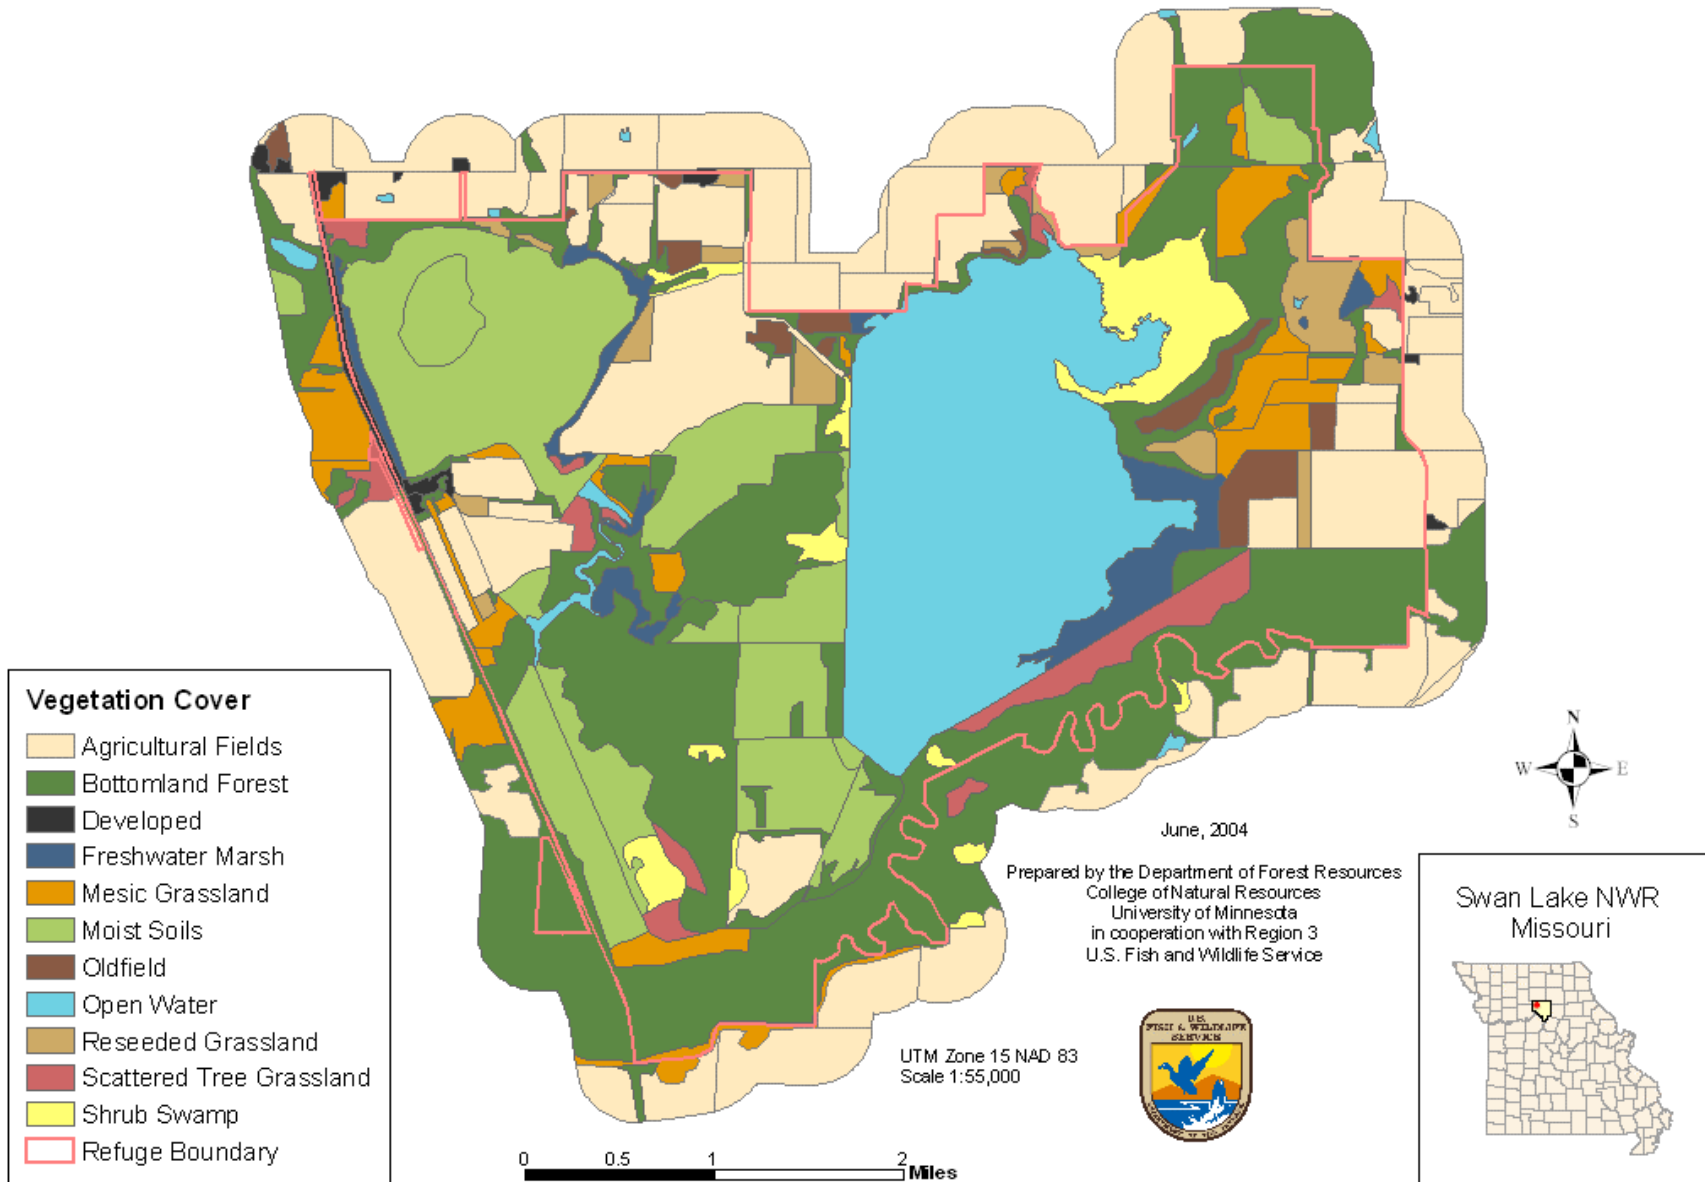 Vegetation Cover
Agricultural Fields
Bottomland Forest
Developed
Freshwater Marsh
Mesic Grassland
Moist Soils
Oldfield
Open Water
Reseeded Grassland
Scattered Tree Grassland
Shrub Swamp
Refuge Boundary
0 0.5 1 2
Miles
June, 2004
Prepared by the Department of Forest Resources
College of Natural Resources
University of Minnesota
in cooperation with Region 3
U.S. Fish and Wildlife Service
UTM Zone 15 NAD 83
Scale 1:55,000
U.S.
FISH & WILDLIFE
SERVICE
N
W E
S
Swan Lake NWR
Missouri